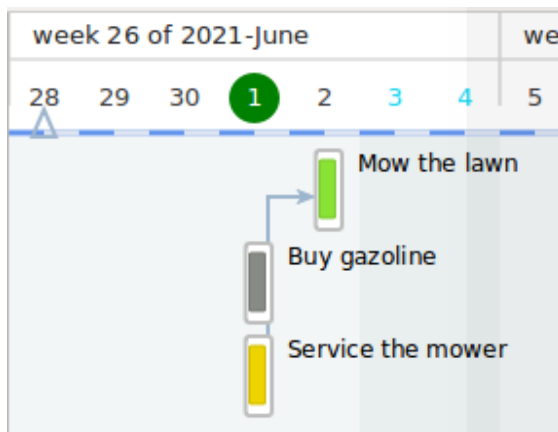 week 26 of 2021-June we
28 29 30 1 2 3 4 5
Mow the lawn
Buy gazoline
Service the mower